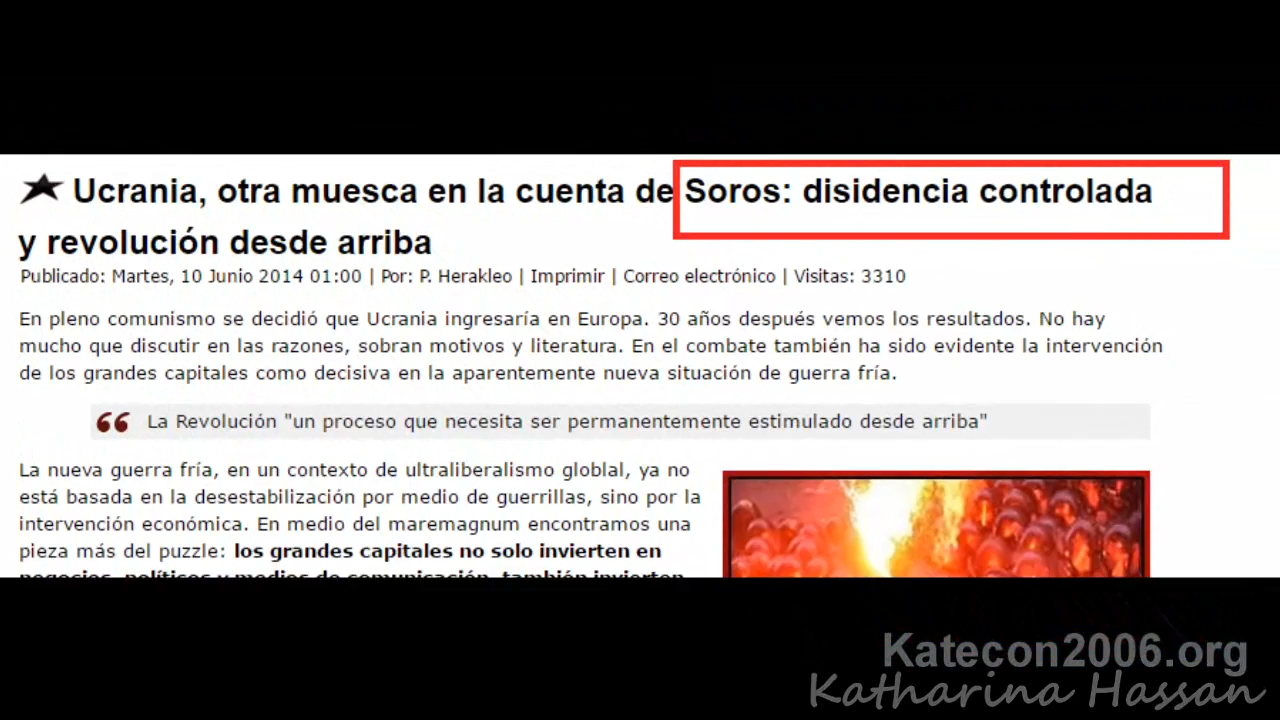 Ucrania, otra muesca en la cuenta de Soros: disidencia controlada
y revolución desde arriba
Publicado: Martes, 10 Junio 2014 01:00 | Por: P. Herakleo | Imprimir | Correo electrónico | Visitas: 3310
En pleno comunismo se decidió que Ucrania ingresaría en Europa. 30 años después vemos los resultados. No hay
mucho que discutir en las razones, sobran motivos y literatura. En el combate también ha sido evidente la intervención
de los grandes capitales como decisiva en la aparentemente nueva situación de guerra fría.
La Revolución "un proceso que necesita ser permanentemente estimulado desde arriba"
La nueva guerra fría, en un contexto de ultraliberalismo globlal, ya no
está basada en la desestabilización por medio de guerrillas, sino por la
intervención económica. En medio del maremagnum encontramos una
pieza más del puzzle: los grandes capitales no solo invierten en
negocios, políticos y medios de comunicación, también invierten
Katecon2006.org
Katharina Hassan